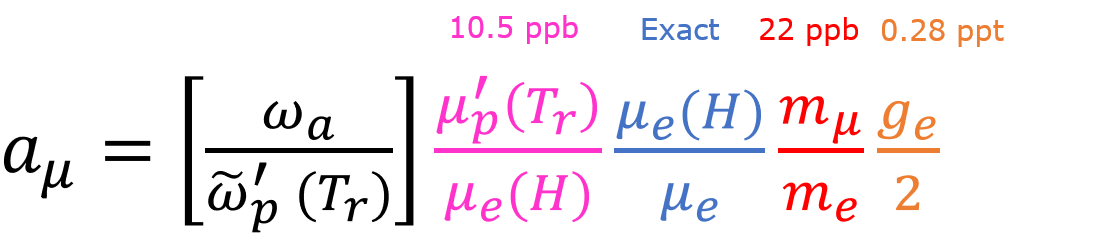 10.5 ppb Exact 22 ppb 0.28 ppt
a_μ = [ω_a / ω̃′_p (T_r)] μ′_p(T_r) / μ_e(H) μ_e(H) / μ_e m_μ / m_e g_e / 2